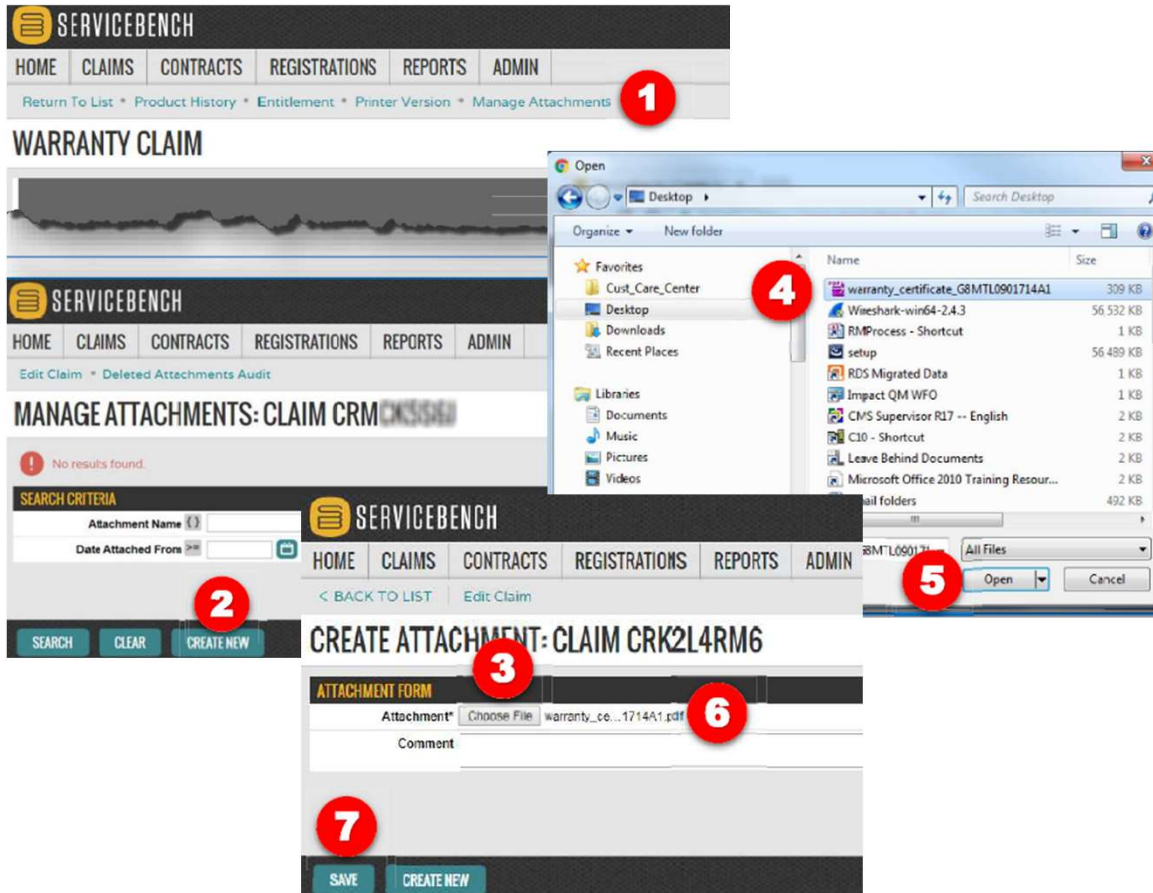 SERVICEBENCH
HOME CLAIMS CONTRACTS REGISTRATIONS REPORTS ADMIN
Return To List * Product History * Entitlement * Printer Version * Manage Attachments
1
WARRANTY CLAIM
SERVICEBENCH
HOME CLAIMS CONTRACTS REGISTRATIONS REPORTS ADMIN
Edit Claim * Deleted Attachments Audit
MANAGE ATTACHMENTS: CLAIM CRM
! No results found.
SEARCH CRITERIA
Attachment Name {}
Date Attached From >=
2
SEARCH CLEAR CREATE NEW
Open
Desktop
Search Desktop
Organize New folder
Favorites
Cust_Care_Center
Desktop
Downloads
Recent Places
Libraries
Documents
Music
Pictures
Videos
4
Name Size
warranty_certificate_G8MTL0901714A1 309 KB
Wireshark-win64-2.4.3 56,532 KB
RMProcess - Shortcut 1 KB
setup 56,489 KB
RDS Migrated Data 1 KB
Impact QM WFO 1 KB
CMS Supervisor R17 -- English 2 KB
C10 - Shortcut 2 KB
Leave Behind Documents 2 KB
Microsoft Office 2010 Training Resour... 2 KB
folders 492 KB
All Files
5
Open Cancel
SERVICEBENCH
HOME CLAIMS CONTRACTS REGISTRATIONS REPORTS ADMIN
< BACK TO LIST Edit Claim
CREATE ATTACHMENT: CLAIM CRK2L4RM6
3
ATTACHMENT FORM
Attachment* Choose File warranty_ce...1714A1.pdf
6
Comment
7
SAVE CREATE NEW